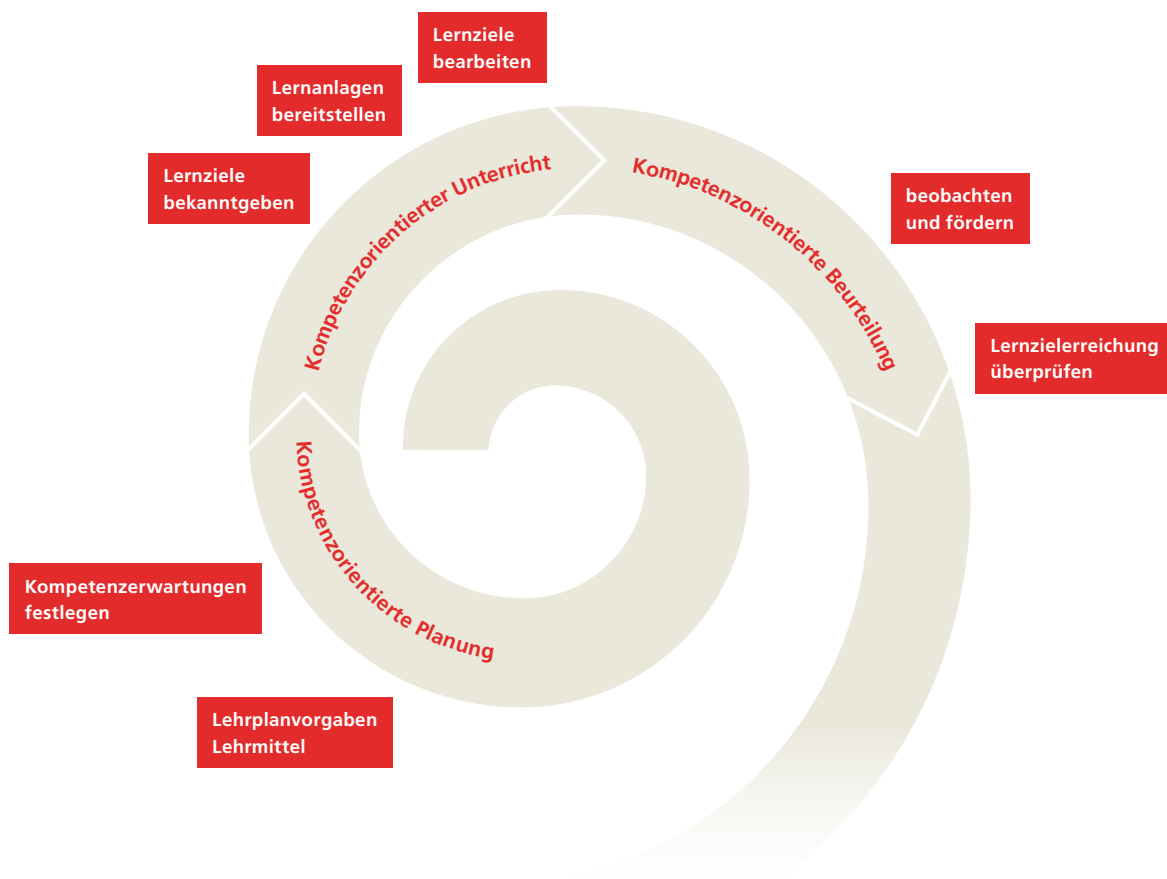 Lernziele
bearbeiten
Lernanlagen
bereitstellen
Lernziele
bekanntgeben
Kompetenzorientierter Unterricht
Kompetenzorientierte Beurteilung
beobachten
und fördern
Lernzielerreichung
überprüfen
Kompetenzorientierte Planung
Kompetenzerwartungen
festlegen
Lehrplanvorgaben
Lehrmittel